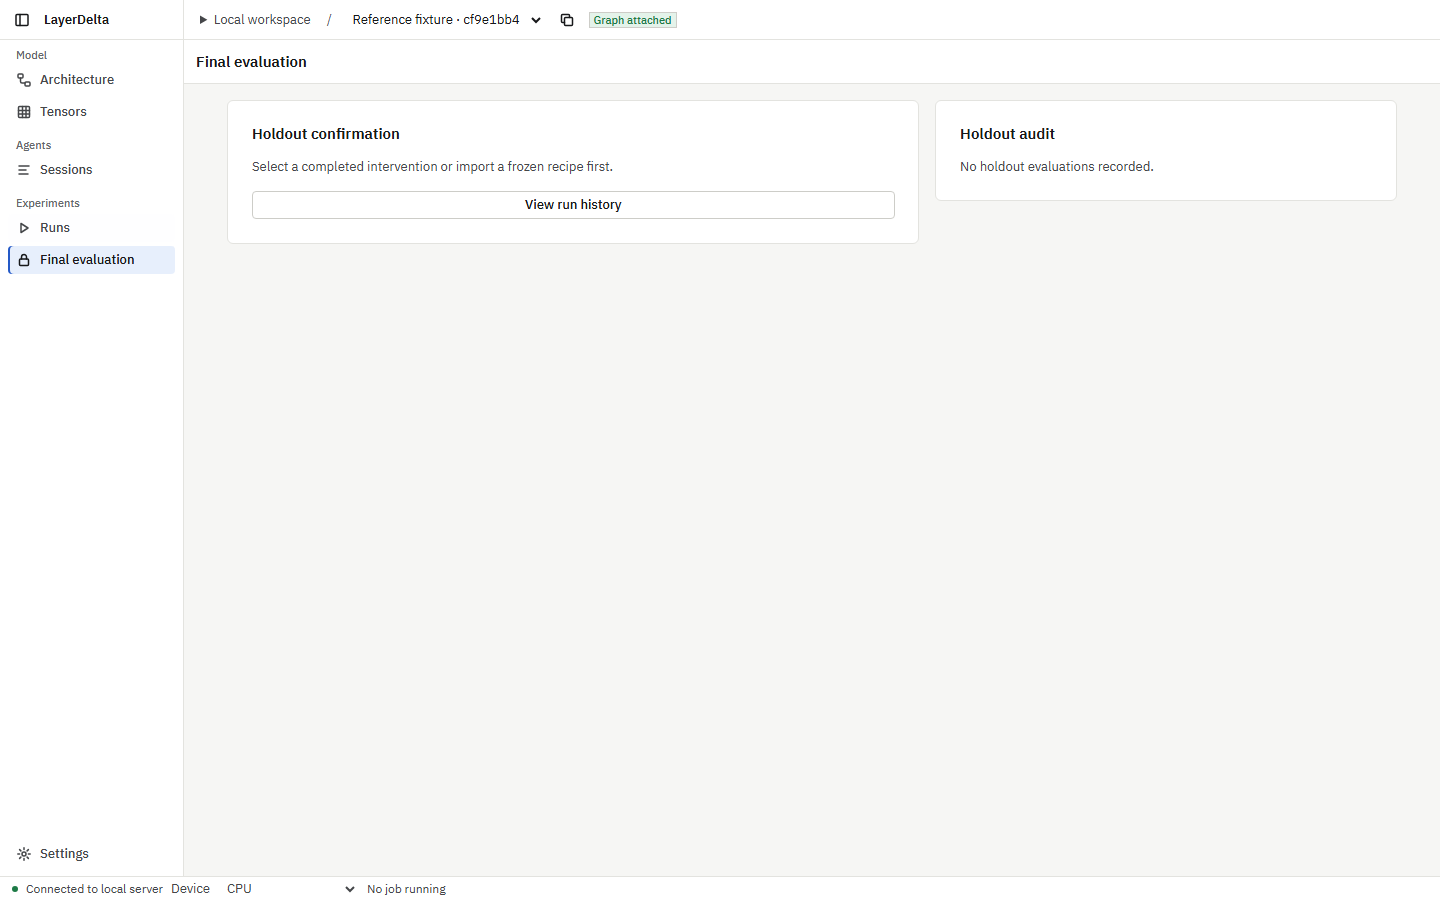 LayerDelta
Local workspace / Reference fixture · cf9e1bb4 Graph attached
Model
Architecture
Tensors
Agents
Sessions
Experiments
Runs
Final evaluation
Settings
Final evaluation
Holdout confirmation
Select a completed intervention or import a frozen recipe first.
View run history
Holdout audit
No holdout evaluations recorded.
Connected to local server Device CPU No job running